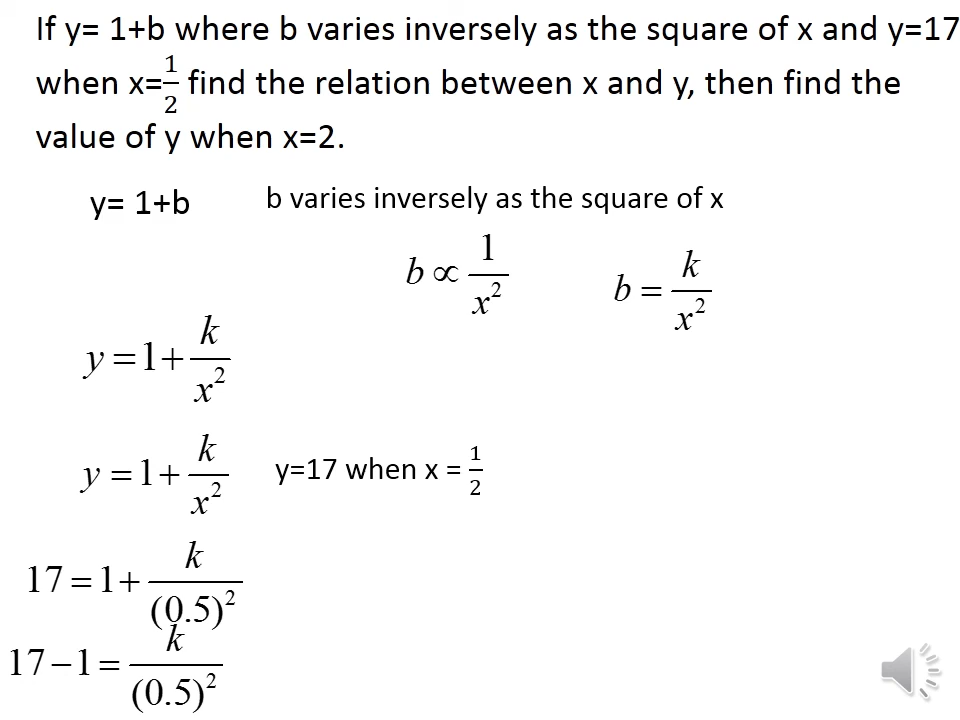 If y= 1+b where b varies inversely as the square of x and y=17
when x=1/2 find the relation between x and y, then find the
value of y when x=2.
y= 1+b b varies inversely as the square of x
b ∝ 1/x² b = k/x²
y = 1 + k/x²
y = 1 + k/x² y=17 when x = 1/2
17 = 1 + k/(0.5)²
17 − 1 = k/(0.5)²